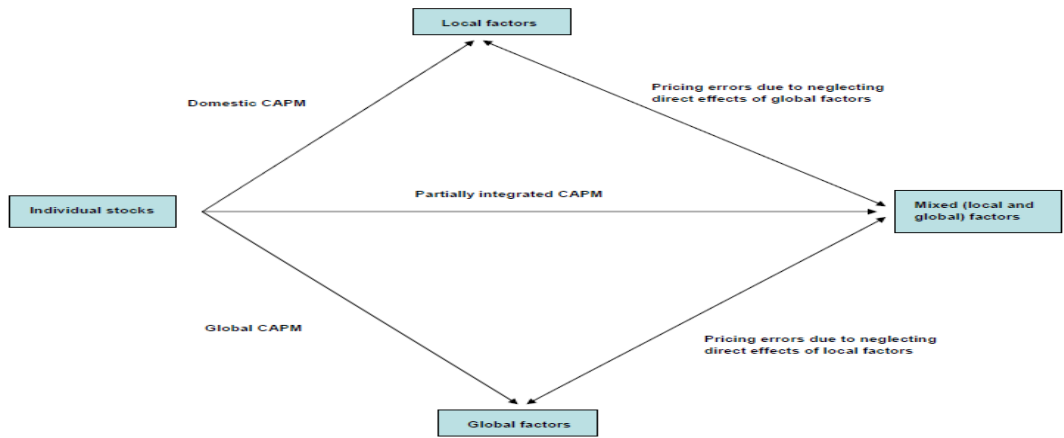 Local factors
Domestic CAPM
Pricing errors due to neglecting
direct effects of global factors
Partially integrated CAPM
Individual stocks
Mixed (local and
global) factors
Global CAPM
Pricing errors due to neglecting
direct effects of local factors
Global factors